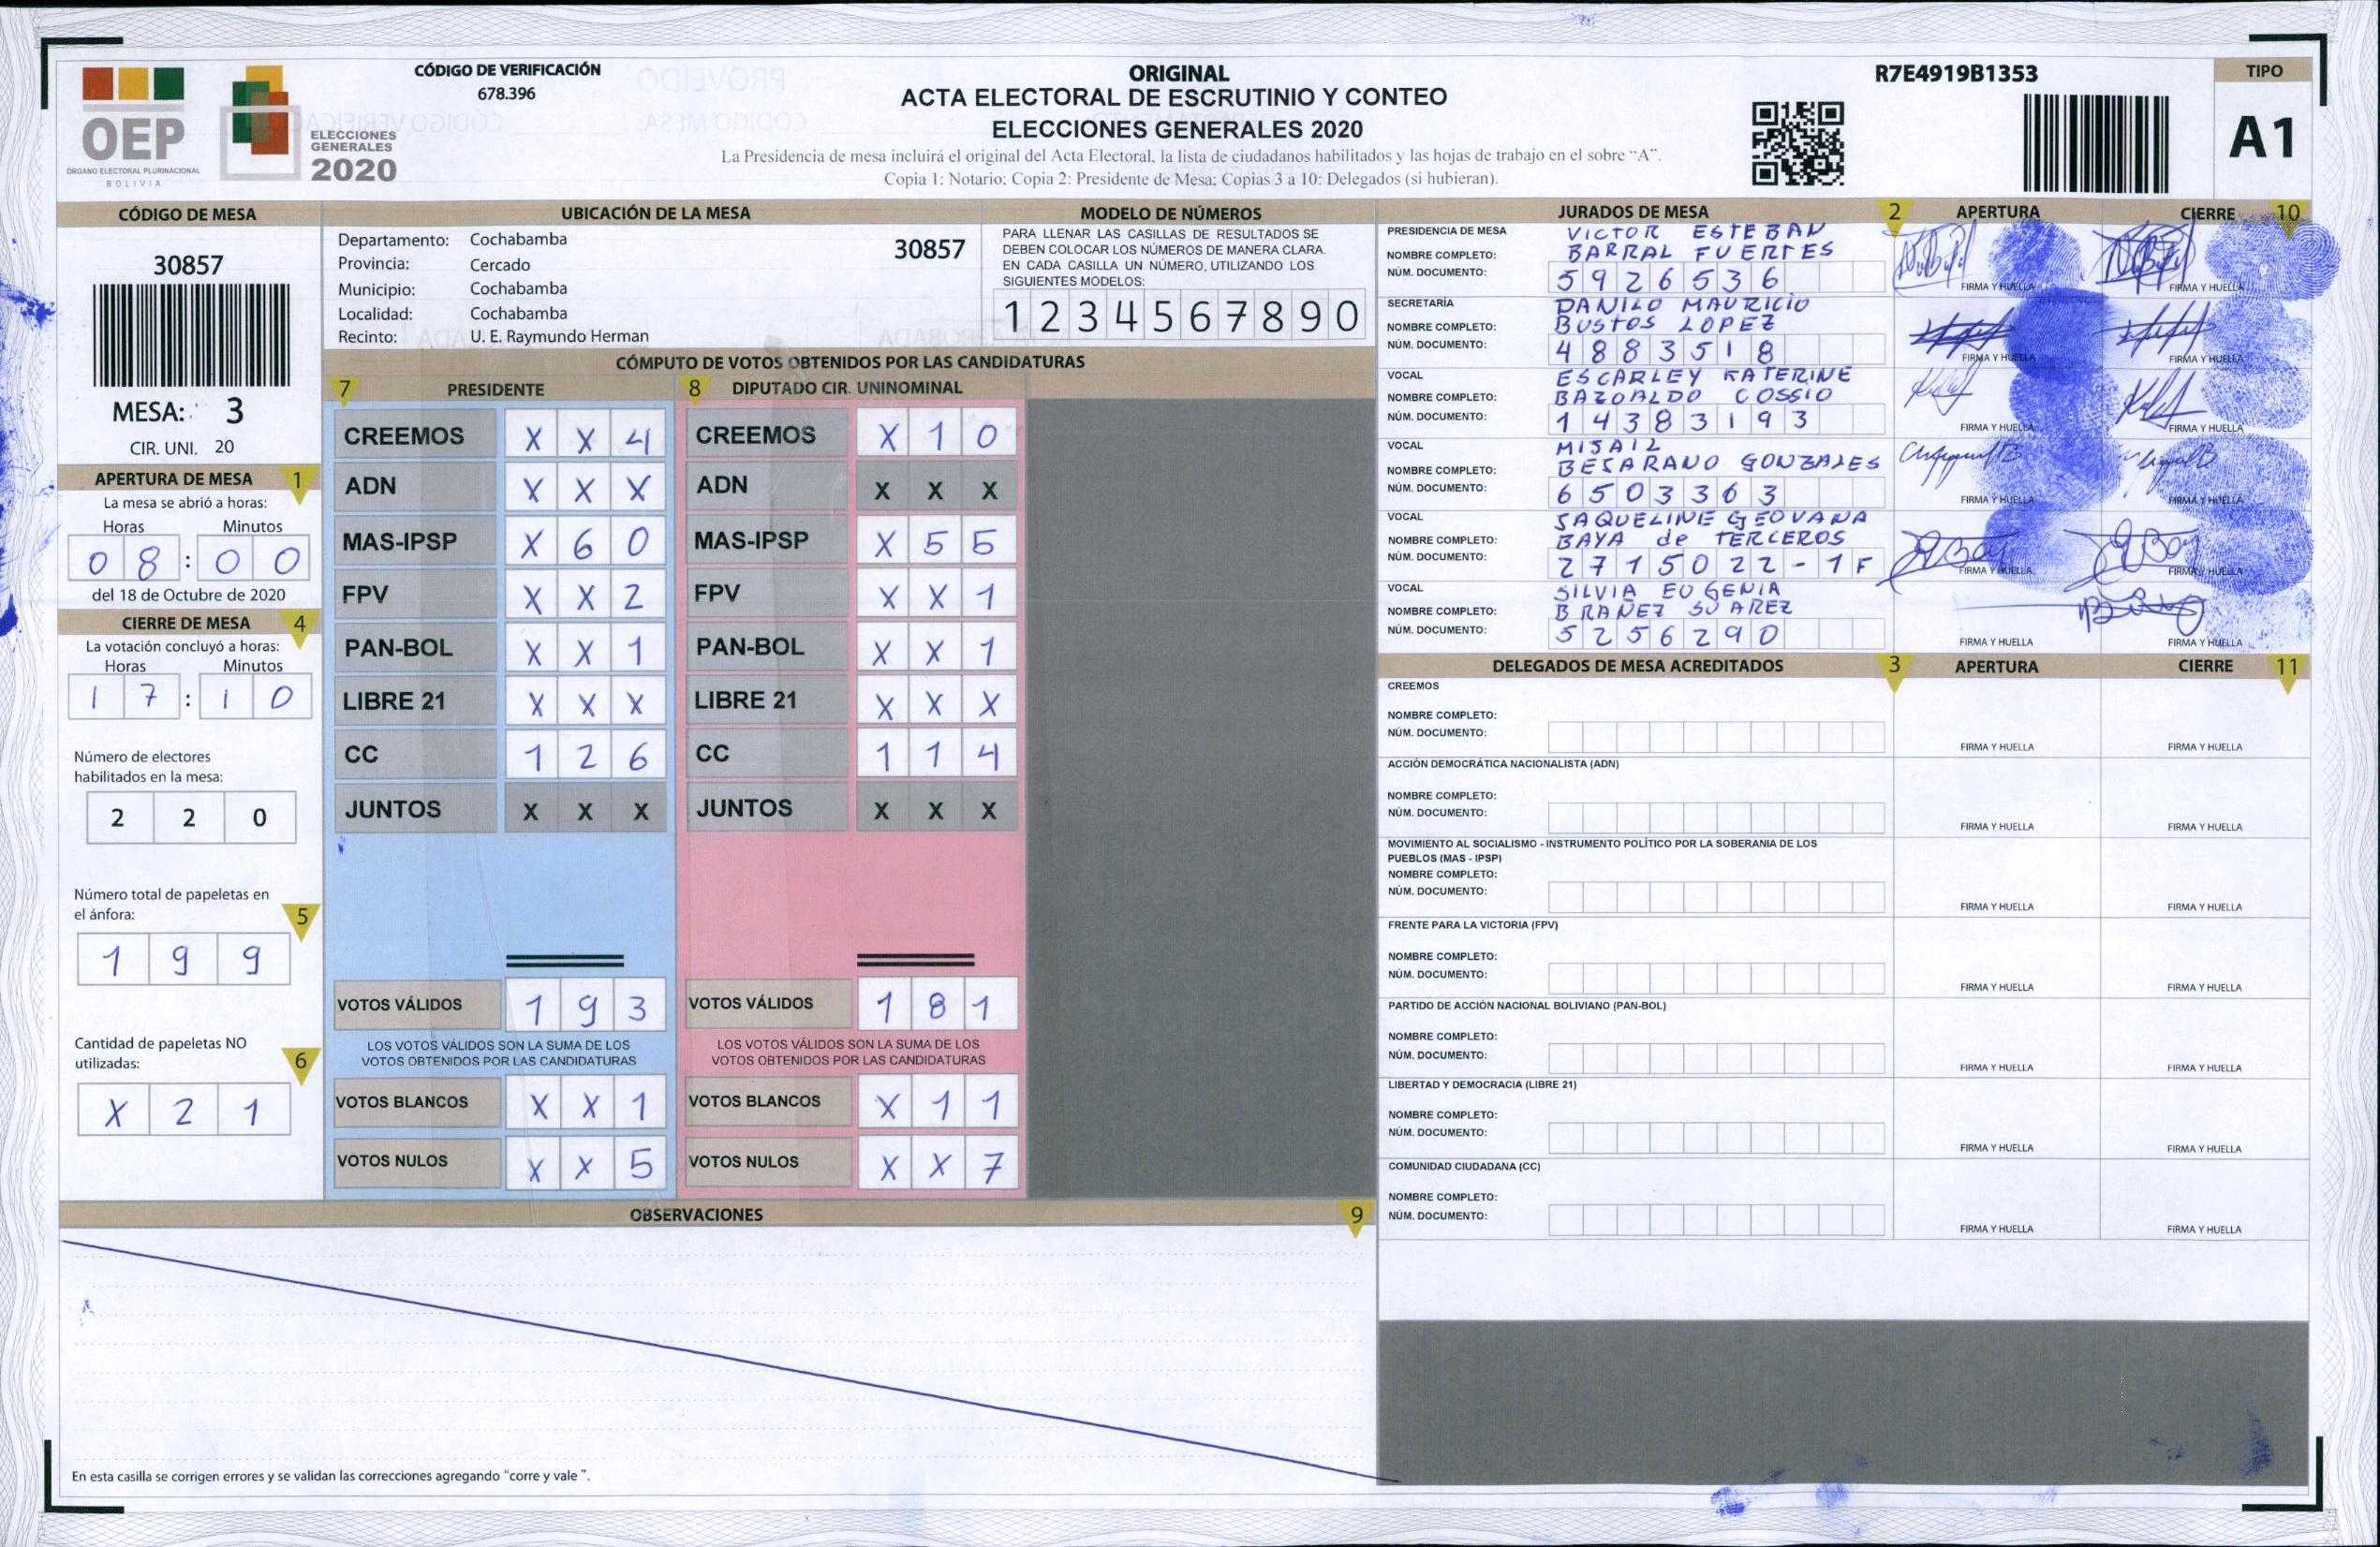 OEP
ÓRGANO ELECTORAL PLURINACIONAL
BOLIVIA
ELECCIONES
GENERALES
2020
CÓDIGO DE VERIFICACIÓN
678.396
ORIGINAL
ACTA ELECTORAL DE ESCRUTINIO Y CONTEO
ELECCIONES GENERALES 2020
La Presidencia de mesa incluirá el original del Acta Electoral, la lista de ciudadanos habilitados y las hojas de trabajo en el sobre “A”.
Copia 1: Notario; Copia 2: Presidente de Mesa; Copias 3 a 10: Delegados (si hubieran).
R7E4919B1353
TIPO
A1
CÓDIGO DE MESA
30857
MESA: 3
CIR. UNI. 20
APERTURA DE MESA 1
La mesa se abrió a horas:
Horas Minutos
08:00
del 18 de Octubre de 2020
CIERRE DE MESA 4
La votación concluyó a horas:
Horas Minutos
17:10
Número de electores
habilitados en la mesa:
220
Número total de papeletas en
el ánfora: 5
199
Cantidad de papeletas NO
utilizadas: 6
X21
UBICACIÓN DE LA MESA
Departamento: Cochabamba 30857
Provincia: Cercado
Municipio: Cochabamba
Localidad: Cochabamba
Recinto: U. E. Raymundo Herman
MODELO DE NÚMEROS
PARA LLENAR LAS CASILLAS DE RESULTADOS SE
DEBEN COLOCAR LOS NÚMEROS DE MANERA CLARA.
EN CADA CASILLA UN NÚMERO, UTILIZANDO LOS
SIGUIENTES MODELOS:
1234567890
CÓMPUTO DE VOTOS OBTENIDOS POR LAS CANDIDATURAS
7 PRESIDENTE 8 DIPUTADO CIR. UNINOMINAL
CREEMOS X X 4 CREEMOS X 1 0
ADN X X X ADN X X X
MAS-IPSP X 6 0 MAS-IPSP X 5 5
FPV X X 2 FPV X X 1
PAN-BOL X X 1 PAN-BOL X X 1
LIBRE 21 X X X LIBRE 21 X X X
CC 1 2 6 CC 1 1 4
JUNTOS X X X JUNTOS X X X
VOTOS VÁLIDOS 1 9 3 VOTOS VÁLIDOS 1 8 1
LOS VOTOS VÁLIDOS SON LA SUMA DE LOS LOS VOTOS VÁLIDOS SON LA SUMA DE LOS
VOTOS OBTENIDOS POR LAS CANDIDATURAS VOTOS OBTENIDOS POR LAS CANDIDATURAS
VOTOS BLANCOS X X 1 VOTOS BLANCOS X 1 1
VOTOS NULOS X X 5 VOTOS NULOS X X 7
OBSERVACIONES 9
En esta casilla se corrigen errores y se validan las correcciones agregando “corre y vale”.
JURADOS DE MESA 2 APERTURA CIERRE 10
PRESIDENCIA DE MESA VICTOR ESTEBAN
NOMBRE COMPLETO: BARRAL FUERTES
NÚM. DOCUMENTO: 5926536 FIRMA Y HUELLA FIRMA Y HUELLA
SECRETARÍA DANILO MAURICIO
NOMBRE COMPLETO: BUSTOS LOPEZ
NÚM. DOCUMENTO: 4883518 FIRMA Y HUELLA FIRMA Y HUELLA
VOCAL ESCARLEY KATERINE
NOMBRE COMPLETO: BAZOALDO COSSIO
NÚM. DOCUMENTO: 14383193 FIRMA Y HUELLA FIRMA Y HUELLA
VOCAL MISAIL
NOMBRE COMPLETO: BEJARANO GONZALES
NÚM. DOCUMENTO: 6503363 FIRMA Y HUELLA FIRMA Y HUELLA
VOCAL JAQUELINE GEOVANA
NOMBRE COMPLETO: BAYA de TERCEROS
NÚM. DOCUMENTO: 2715022-1F FIRMA Y HUELLA FIRMA Y HUELLA
VOCAL SILVIA EUGENIA
NOMBRE COMPLETO: BRAÑEZ SUAREZ
NÚM. DOCUMENTO: 5256290 FIRMA Y HUELLA FIRMA Y HUELLA
DELEGADOS DE MESA ACREDITADOS 3 APERTURA CIERRE 11
CREEMOS
NOMBRE COMPLETO:
NÚM. DOCUMENTO: FIRMA Y HUELLA FIRMA Y HUELLA
ACCIÓN DEMOCRÁTICA NACIONALISTA (ADN)
NOMBRE COMPLETO:
NÚM. DOCUMENTO: FIRMA Y HUELLA FIRMA Y HUELLA
MOVIMIENTO AL SOCIALISMO - INSTRUMENTO POLÍTICO POR LA SOBERANIA DE LOS
PUEBLOS (MAS - IPSP)
NOMBRE COMPLETO:
NÚM. DOCUMENTO: FIRMA Y HUELLA FIRMA Y HUELLA
FRENTE PARA LA VICTORIA (FPV)
NOMBRE COMPLETO:
NÚM. DOCUMENTO: FIRMA Y HUELLA FIRMA Y HUELLA
PARTIDO DE ACCIÓN NACIONAL BOLIVIANO (PAN-BOL)
NOMBRE COMPLETO:
NÚM. DOCUMENTO: FIRMA Y HUELLA FIRMA Y HUELLA
LIBERTAD Y DEMOCRACIA (LIBRE 21)
NOMBRE COMPLETO:
NÚM. DOCUMENTO: FIRMA Y HUELLA FIRMA Y HUELLA
COMUNIDAD CIUDADANA (CC)
NOMBRE COMPLETO:
NÚM. DOCUMENTO: FIRMA Y HUELLA FIRMA Y HUELLA